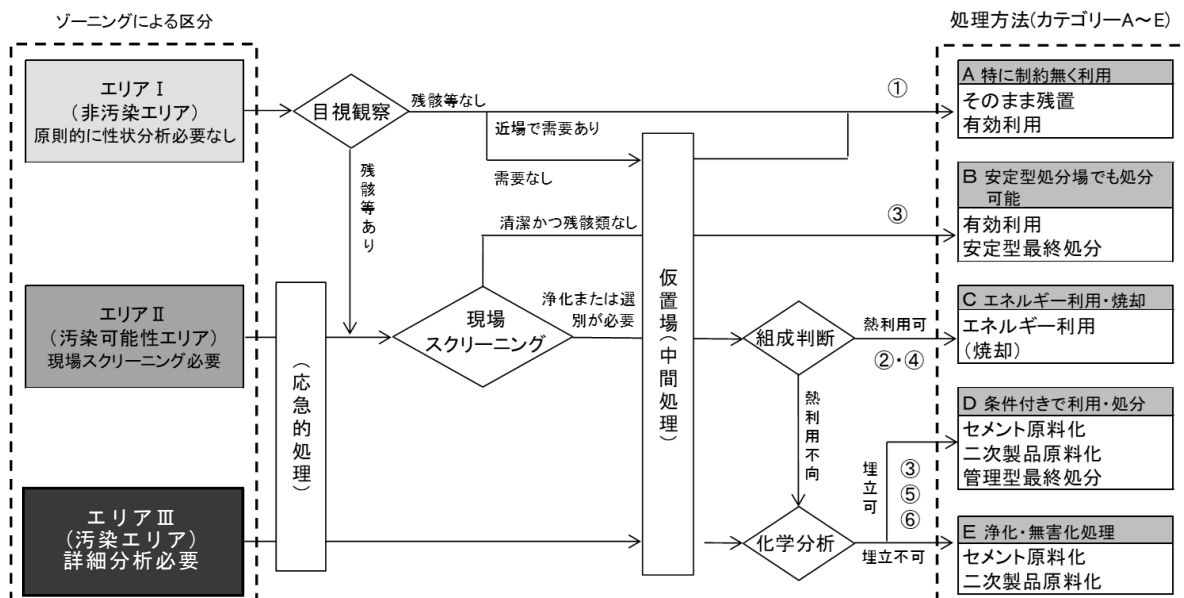 ゾーニングによる区分
処理方法(カテゴリーA～E)
エリアⅠ
(非汚染エリア)
原則的に性状分析必要なし
目視観察
残骸等なし
①
近場で需要あり
需要なし
残骸等あり
A 特に制約無く利用
そのまま残置
有効利用
B 安定型処分場でも処分
可能
有効利用
安定型最終処分
清潔かつ残骸類なし
③
エリアⅡ
(汚染可能性エリア)
現場スクリーニング必要
(応急的処理)
現場
スクリーニング
浄化または選
別が必要
仮置場(中間処理)
組成判断
熱利用可
②・④
C エネルギー利用・焼却
エネルギー利用
(焼却)
熱利用不向
D 条件付きで利用・処分
セメント原料化
二次製品原料化
管理型最終処分
埋立可
③
⑤
⑥
エリアⅢ
(汚染エリア)
詳細分析必要
化学分析
埋立不可
E 浄化・無害化処理
セメント原料化
二次製品原料化